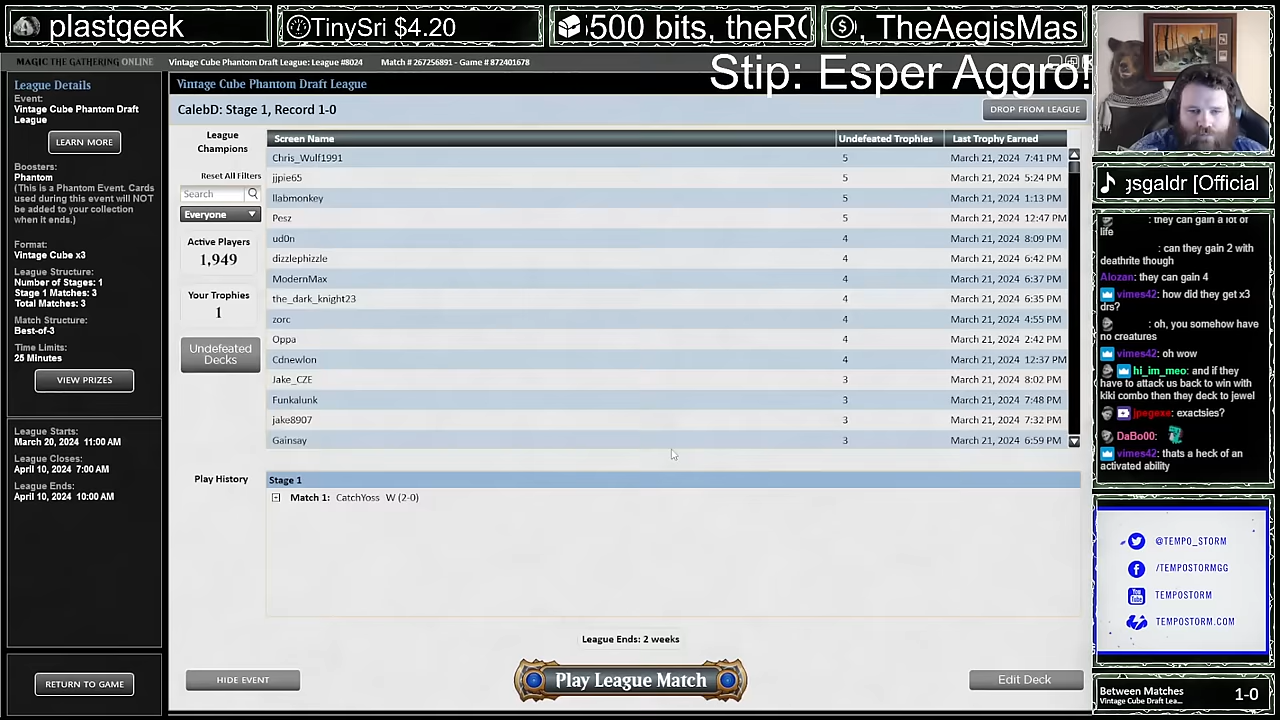 plastgeek
TinySri $4.20
500 bits, theR
, TheAegisMas
MAGIC THE GATHERING ONLINE
Vintage Cube Phantom Draft League: League #8024
Match # 267256891 - Game # 872401678
Stip: Esper Aggro!
League Details
Event:
Vintage Cube Phantom Draft
League
LEARN MORE
Boosters:
Phantom
(This is a Phantom Event. Cards
used during this event will NOT
be added to your collection
when it ends.)
Format:
Vintage Cube x3
League Structure:
Number of Stages: 1
Stage 1 Matches: 3
Total Matches: 3
Match Structure:
Best-of-3
Time Limits:
25 Minutes
VIEW PRIZES
League Starts:
March 20, 2024 11:00 AM
League Closes:
April 10, 2024 7:00 AM
League Ends:
April 10, 2024 10:00 AM
RETURN TO GAME
Vintage Cube Phantom Draft League
CalebD: Stage 1, Record 1-0
DROP FROM LEAGUE
League
Champions
Reset All Filters
Search
Everyone
Active Players
1,949
Your Trophies
1
Undefeated
Decks
Screen Name Undefeated Trophies Last Trophy Earned
Chris_Wulf1991 5 March 21, 2024 7:41 PM
jjpie65 5 March 21, 2024 5:24 PM
llabmonkey 5 March 21, 2024 1:13 PM
Pesz 5 March 21, 2024 12:47 PM
ud0n 4 March 21, 2024 8:09 PM
dizzlephizzle 4 March 21, 2024 6:42 PM
ModernMax 4 March 21, 2024 6:37 PM
the_dark_knight23 4 March 21, 2024 6:35 PM
zorc 4 March 21, 2024 4:55 PM
Oppa 4 March 21, 2024 2:42 PM
Cdnewlon 4 March 21, 2024 12:37 PM
Jake_CZE 3 March 21, 2024 8:02 PM
Funkalunk 3 March 21, 2024 7:48 PM
jake8907 3 March 21, 2024 7:32 PM
Gainsay 3 March 21, 2024 6:59 PM
Play History
Stage 1
Match 1: CatchYoss W (2-0)
League Ends: 2 weeks
HIDE EVENT
Play League Match
Edit Deck
gsgaldr [Official
: they can gain a lot of
life
: can they gain 2 with
deathrite though
Alozan: they can gain 4
vimes42: how did they get x3
drs?
: oh, you somehow have
no creatures
vimes42: oh wow
hi_im_meo: and if they
have to attack us back to win with
kiki combo then they deck to jewel
jpegexe: exactsies?
DaBo00:
vimes42: thats a heck of an
activated ability
@TEMPO_STORM
/TEMPOSTORMGG
You Tube
TEMPOSTORM
TEMPOSTORM.COM
Between Matches
Vintage Cube Draft Lea...
1-0